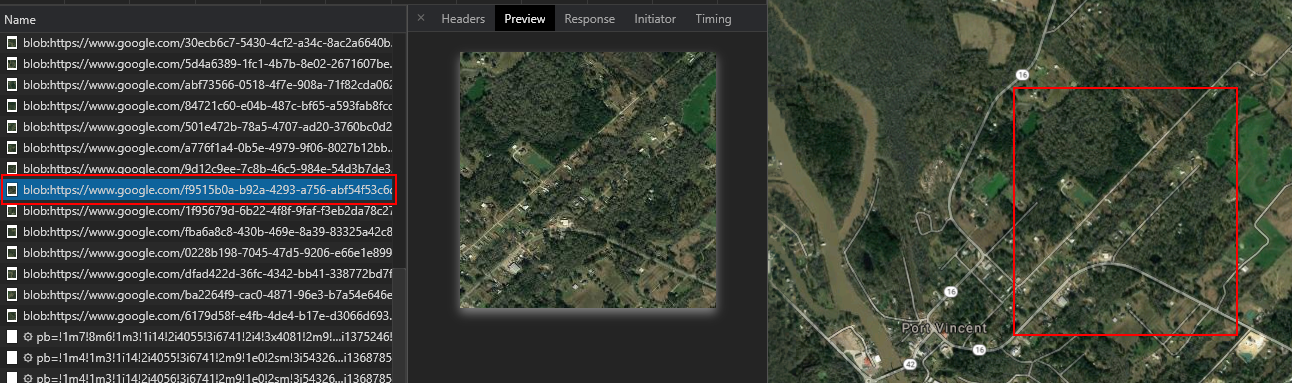 Name
× Headers Preview Response Initiator Timing
blob:https://www.google.com/30ecb6c7-5430-4cf2-a34c-8ac2a6640b.
blob:https://www.google.com/5d4a6389-1fc1-4b7b-8e02-2671607be.
blob:https://www.google.com/abf73566-0518-4f7e-908a-71f82cda062
blob:https://www.google.com/84721c60-e04b-487c-bf65-a593fab8fcc
blob:https://www.google.com/501e472b-78a5-4707-ad20-3760bc0d2
blob:https://www.google.com/a776f1a4-0b5e-4979-9f06-8027b12bb.
blob:https://www.google.com/9d12c9ee-7c8b-46c5-984e-54d3b7de3
blob:https://www.google.com/f9515b0a-b92a-4293-a756-abf54f53c6c
blob:https://www.google.com/1f95679d-6b22-4f8f-9faf-f3eb2da78c27
blob:https://www.google.com/fba6a8c8-430b-469e-8a39-83325a42c8
blob:https://www.google.com/0228b198-7045-47d5-9206-e66e1e899
blob:https://www.google.com/dfad422d-36fc-4342-bb41-338772bd7f
blob:https://www.google.com/ba2264f9-cac0-4871-96e3-b7a54e646e
blob:https://www.google.com/6179d58f-e4fb-4de4-b17e-d3066d693.
pb=!1m7!8m6!1m3!1i14!2i4055!3i6741!2i4!3x4081!2m9!...i1375246!
pb=!1m4!1m3!1i14!2i4055!3i6741!2m9!1e0!2sm!3i54326...i1368785
pb=!1m4!1m3!1i14!2i4056!3i6741!2m9!1e0!2sm!3i54326...i1368785
16
16
Port Vincent
16
42